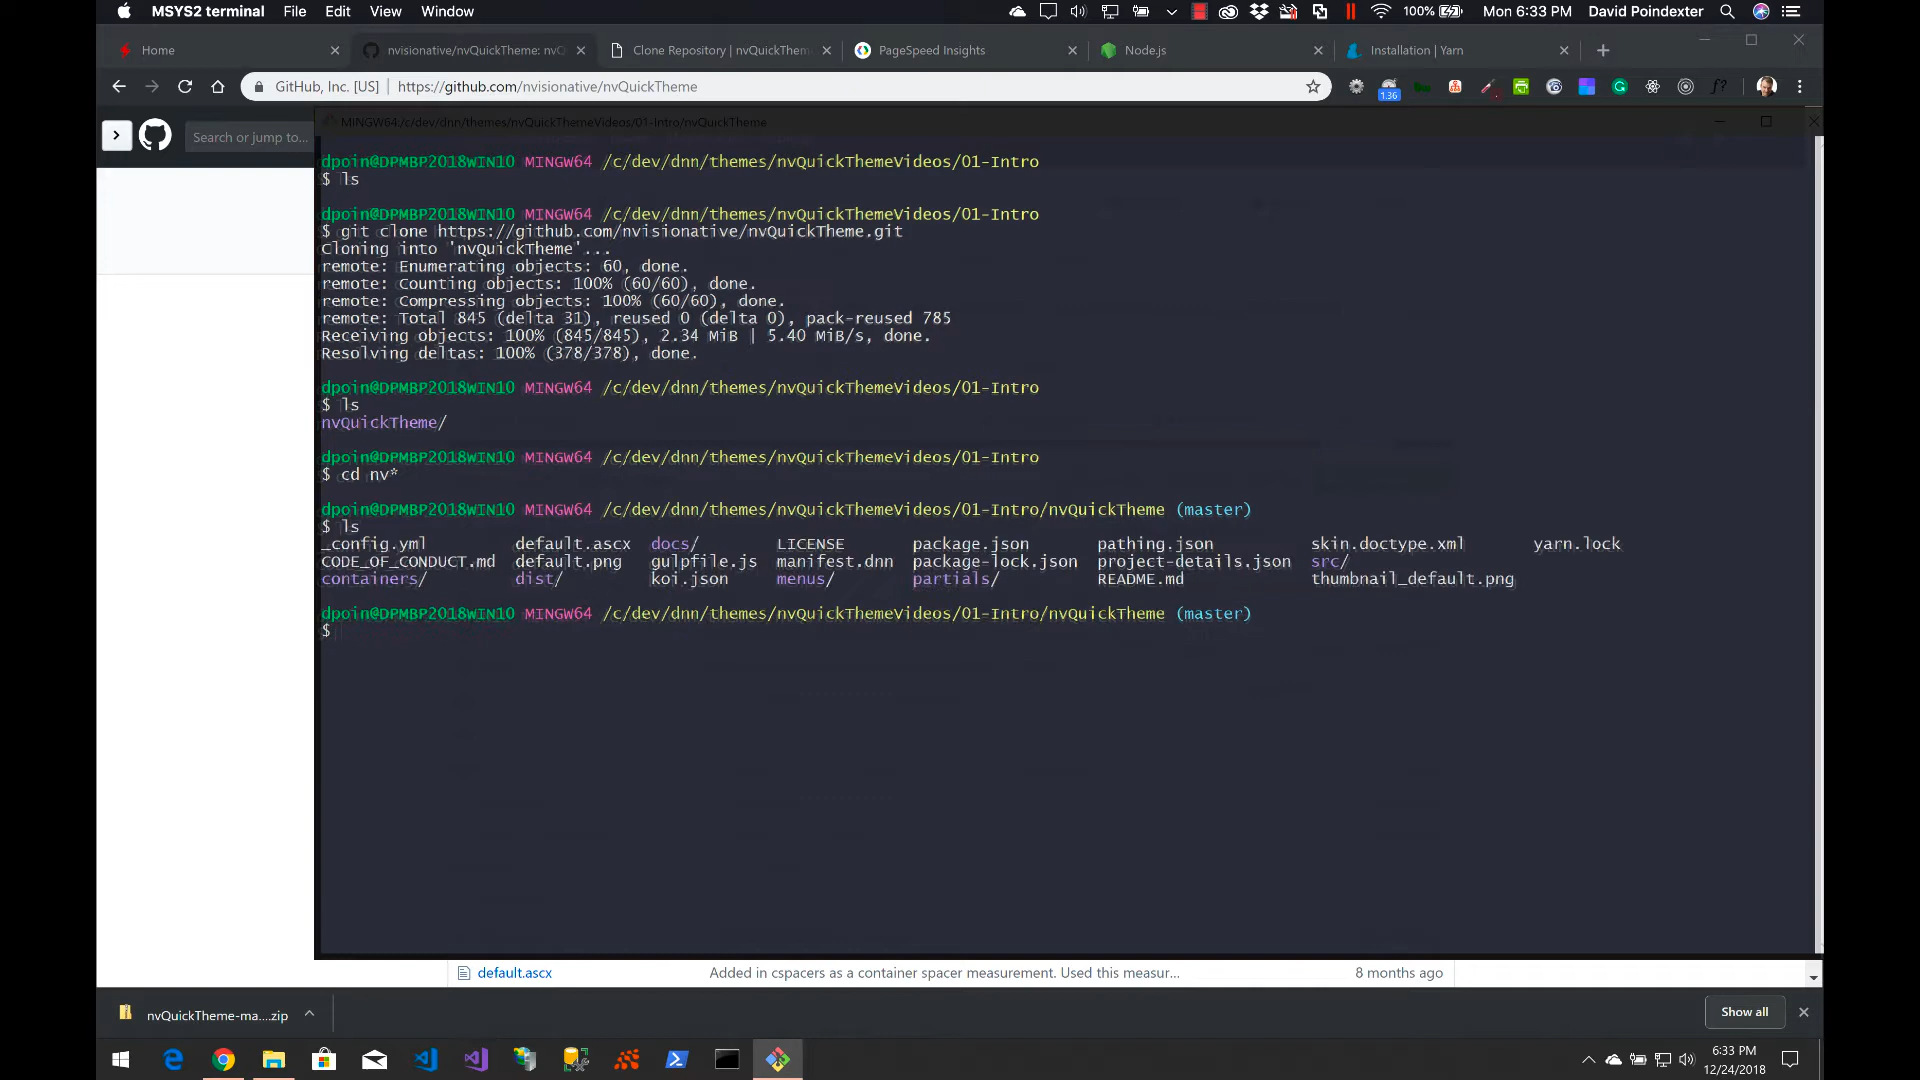 MSYS2 terminal File Edit View Window 100% Mon 6:33 PM David Poindexter
Home nvisionative/nvQuickTheme: nvQ Clone Repository | nvQuickThem PageSpeed Insights Node.js Installation | Yarn
GitHub, Inc. [US] https://github.com/nvisionative/nvQuickTheme 1.36 f?
MINGW64:/c/dev/dnn/themes/nvQuickThemeVideos/01-Intro/nvQuickTheme
Search or jump to...
dpoin@DPMBP2018WIN10 MINGW64 /c/dev/dnn/themes/nvQuickThemeVideos/01-Intro
$ ls
dpoin@DPMBP2018WIN10 MINGW64 /c/dev/dnn/themes/nvQuickThemeVideos/01-Intro
$ git clone https://github.com/nvisionative/nvQuickTheme.git
Cloning into 'nvQuickTheme'...
remote: Enumerating objects: 60, done.
remote: Counting objects: 100% (60/60), done.
remote: Compressing objects: 100% (60/60), done.
remote: Total 845 (delta 31), reused 0 (delta 0), pack-reused 785
Receiving objects: 100% (845/845), 2.34 MiB | 5.40 MiB/s, done.
Resolving deltas: 100% (378/378), done.
dpoin@DPMBP2018WIN10 MINGW64 /c/dev/dnn/themes/nvQuickThemeVideos/01-Intro
$ ls
nvQuickTheme/
dpoin@DPMBP2018WIN10 MINGW64 /c/dev/dnn/themes/nvQuickThemeVideos/01-Intro
$ cd nv*
dpoin@DPMBP2018WIN10 MINGW64 /c/dev/dnn/themes/nvQuickThemeVideos/01-Intro/nvQuickTheme (master)
$ ls
_config.yml default.ascx docs/ LICENSE package.json pathing.json skin.doctype.xml yarn.lock
CODE_OF_CONDUCT.md default.png gulpfile.js manifest.dnn package-lock.json project-details.json src/
containers/ dist/ koi.json menus/ partials/ README.md thumbnail_default.png
dpoin@DPMBP2018WIN10 MINGW64 /c/dev/dnn/themes/nvQuickThemeVideos/01-Intro/nvQuickTheme (master)
$
default.ascx Added in cspacers as a container spacer measurement. Used this measur... 8 months ago
nvQuickTheme-ma....zip Show all
6:33 PM
12/24/2018